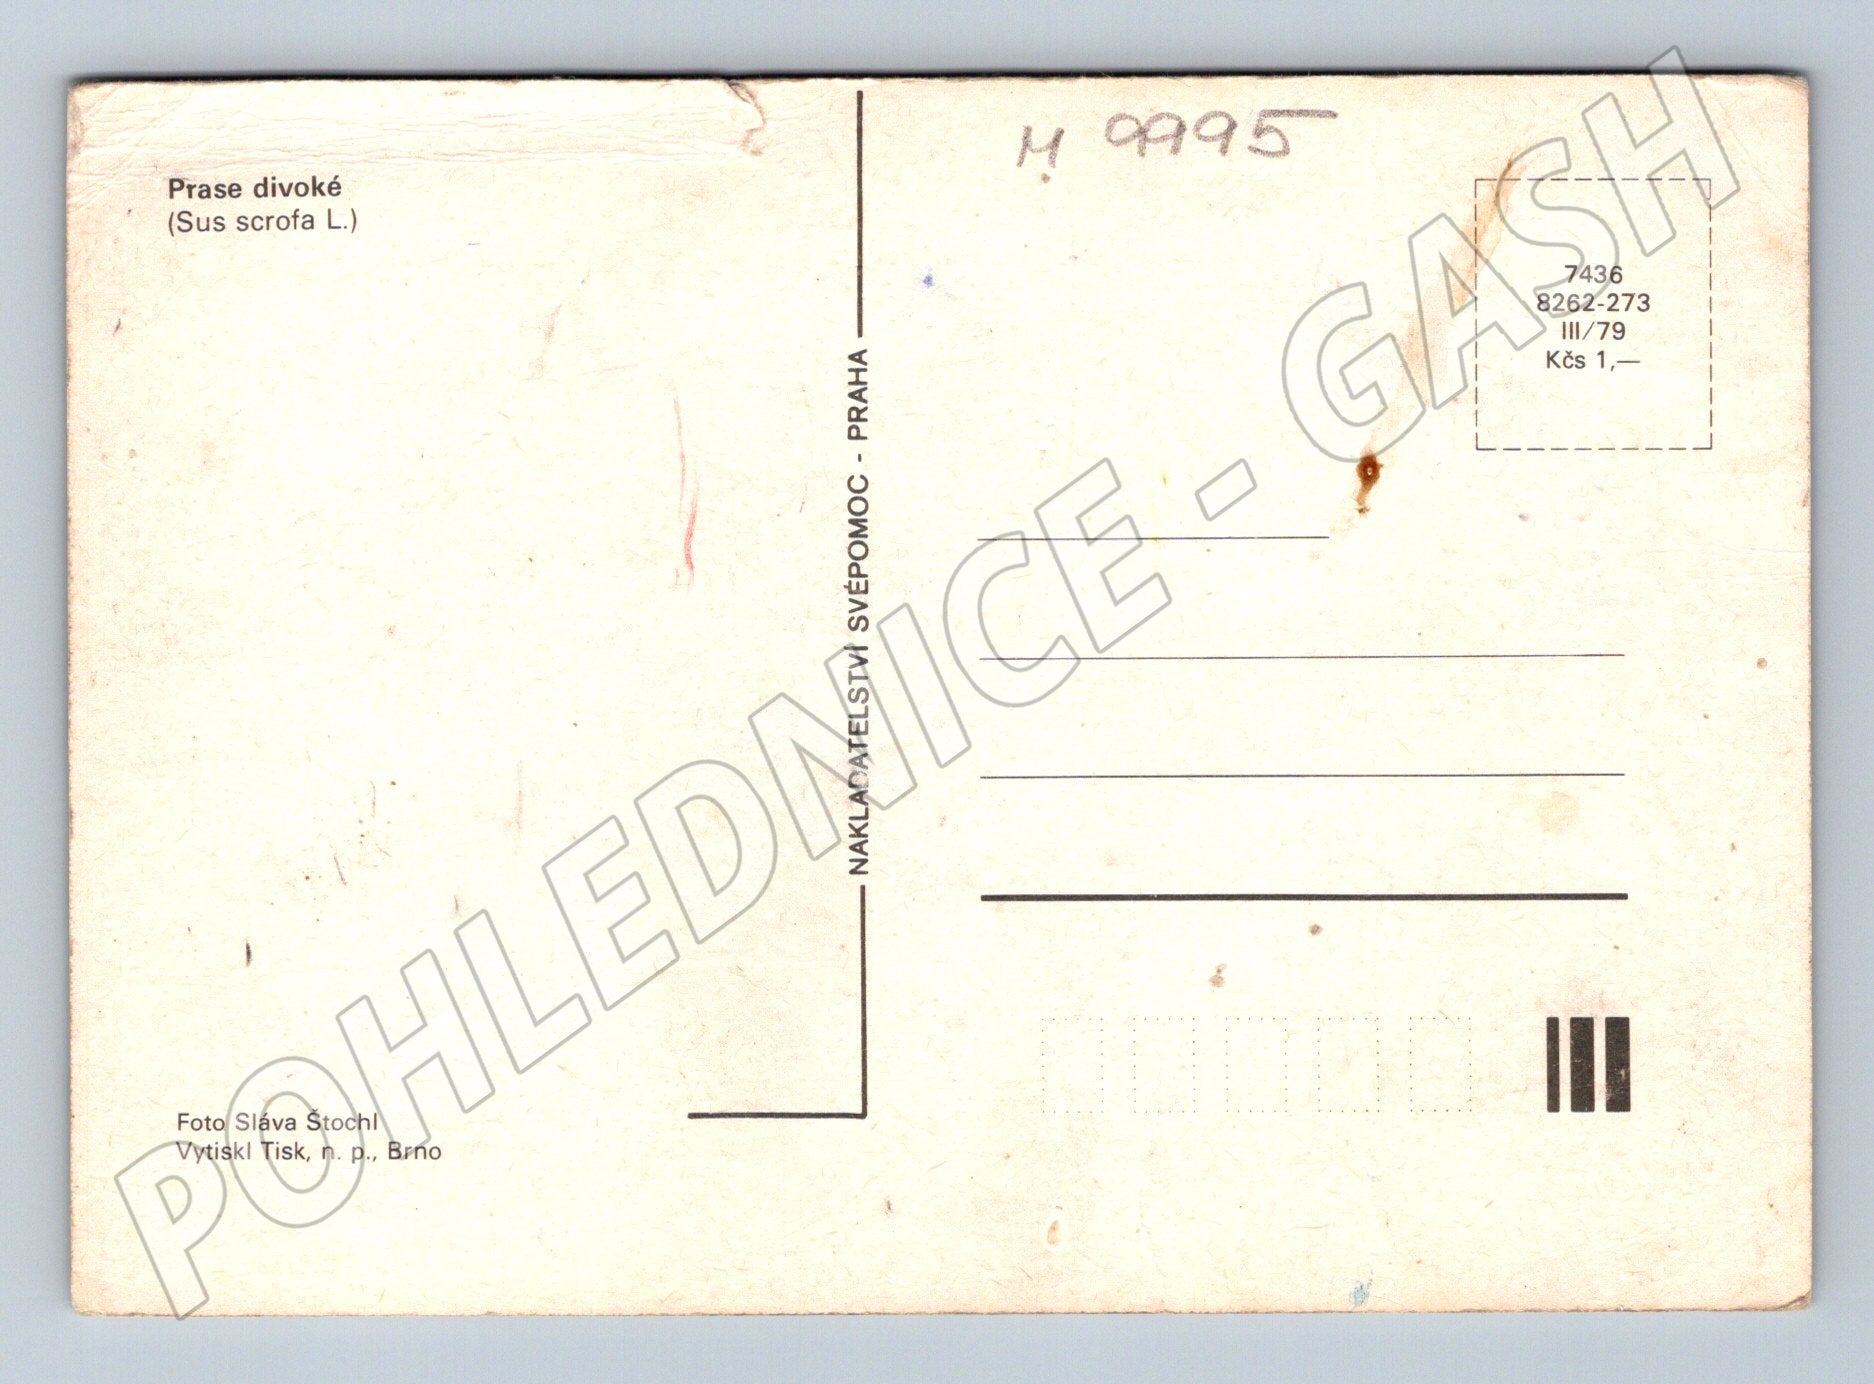 Prase divoké
(Sus scrofa L.)
Foto Sláva Štochl
Vytiskl Tisk, n. p., Brno
NAKLADATELSTVÍ SVÉPOMOC - PRAHA
M 9995
7436
8262-273
III/79
Kčs 1,—
POHLEDNICE - GASH